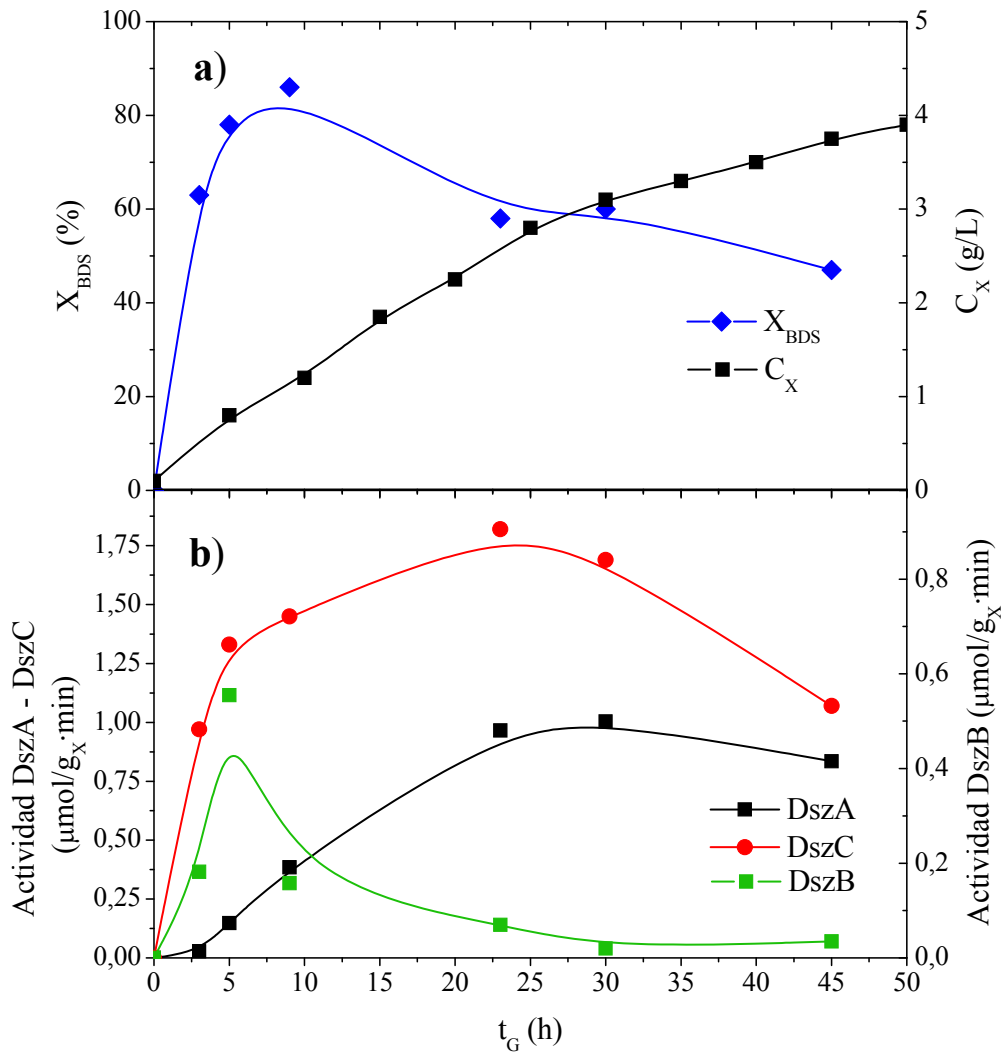 a)
100
80
60
40
20
0
X_BDS (%)
5
4
3
2
1
0
C_X (g/L)
X_BDS
C_X
b)
1,75
1,50
1,25
1,00
0,75
0,50
0,25
0,00
Actividad DszA - DszC
(μmol/g_X·min)
0,8
0,6
0,4
0,2
0,0
Actividad DszB (μmol/g_X·min)
DszA
DszC
DszB
0 5 10 15 20 25 30 35 40 45 50
t_G (h)